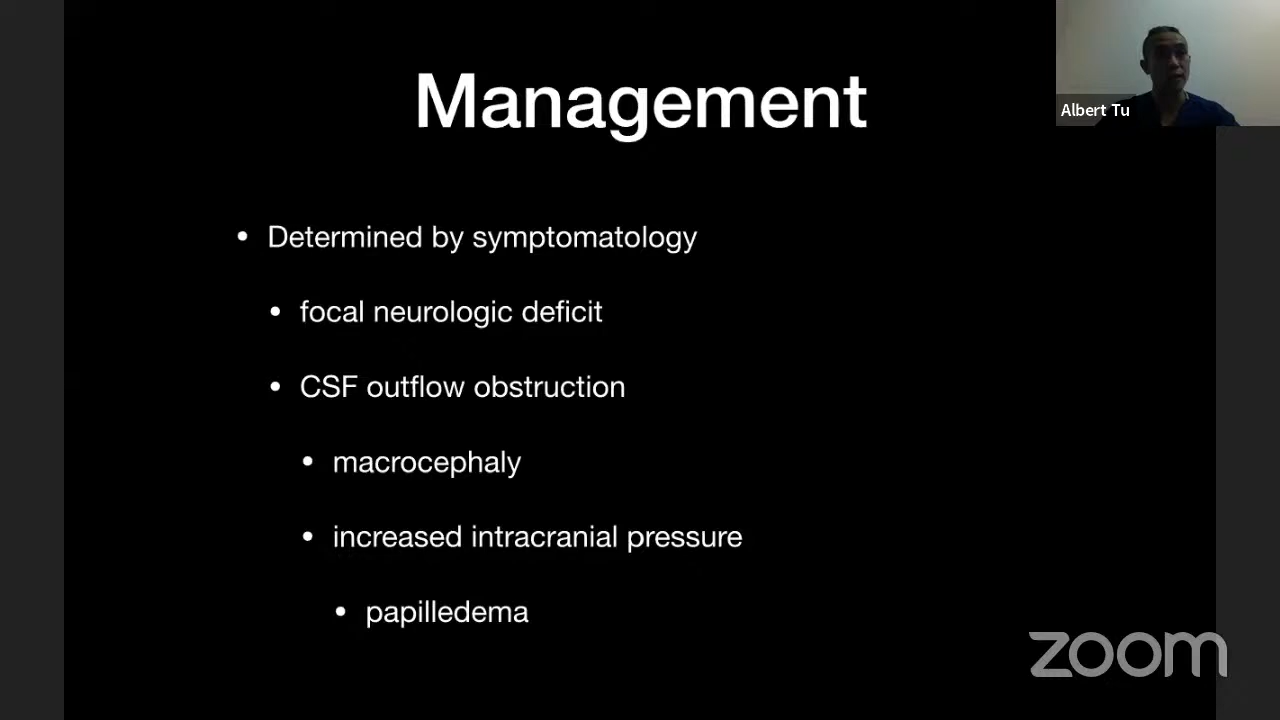 Management
Albert Tu
• Determined by symptomatology
• focal neurologic deficit
• CSF outflow obstruction
• macrocephaly
• increased intracranial pressure
• papilledema
zoom